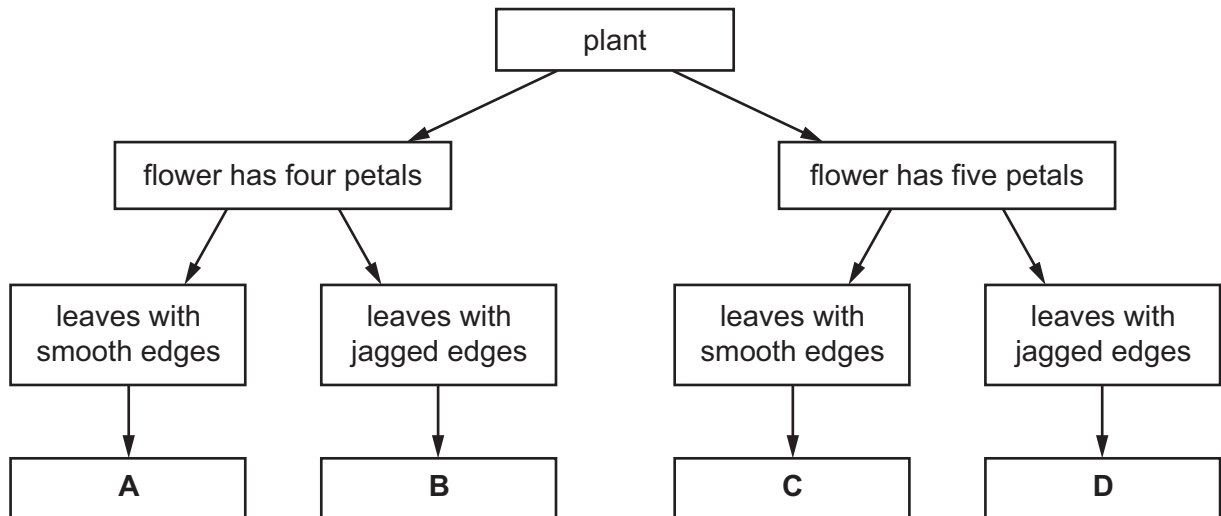 plant
flower has four petals
flower has five petals
leaves with
smooth edges
leaves with
jagged edges
leaves with
smooth edges
leaves with
jagged edges
A
B
C
D